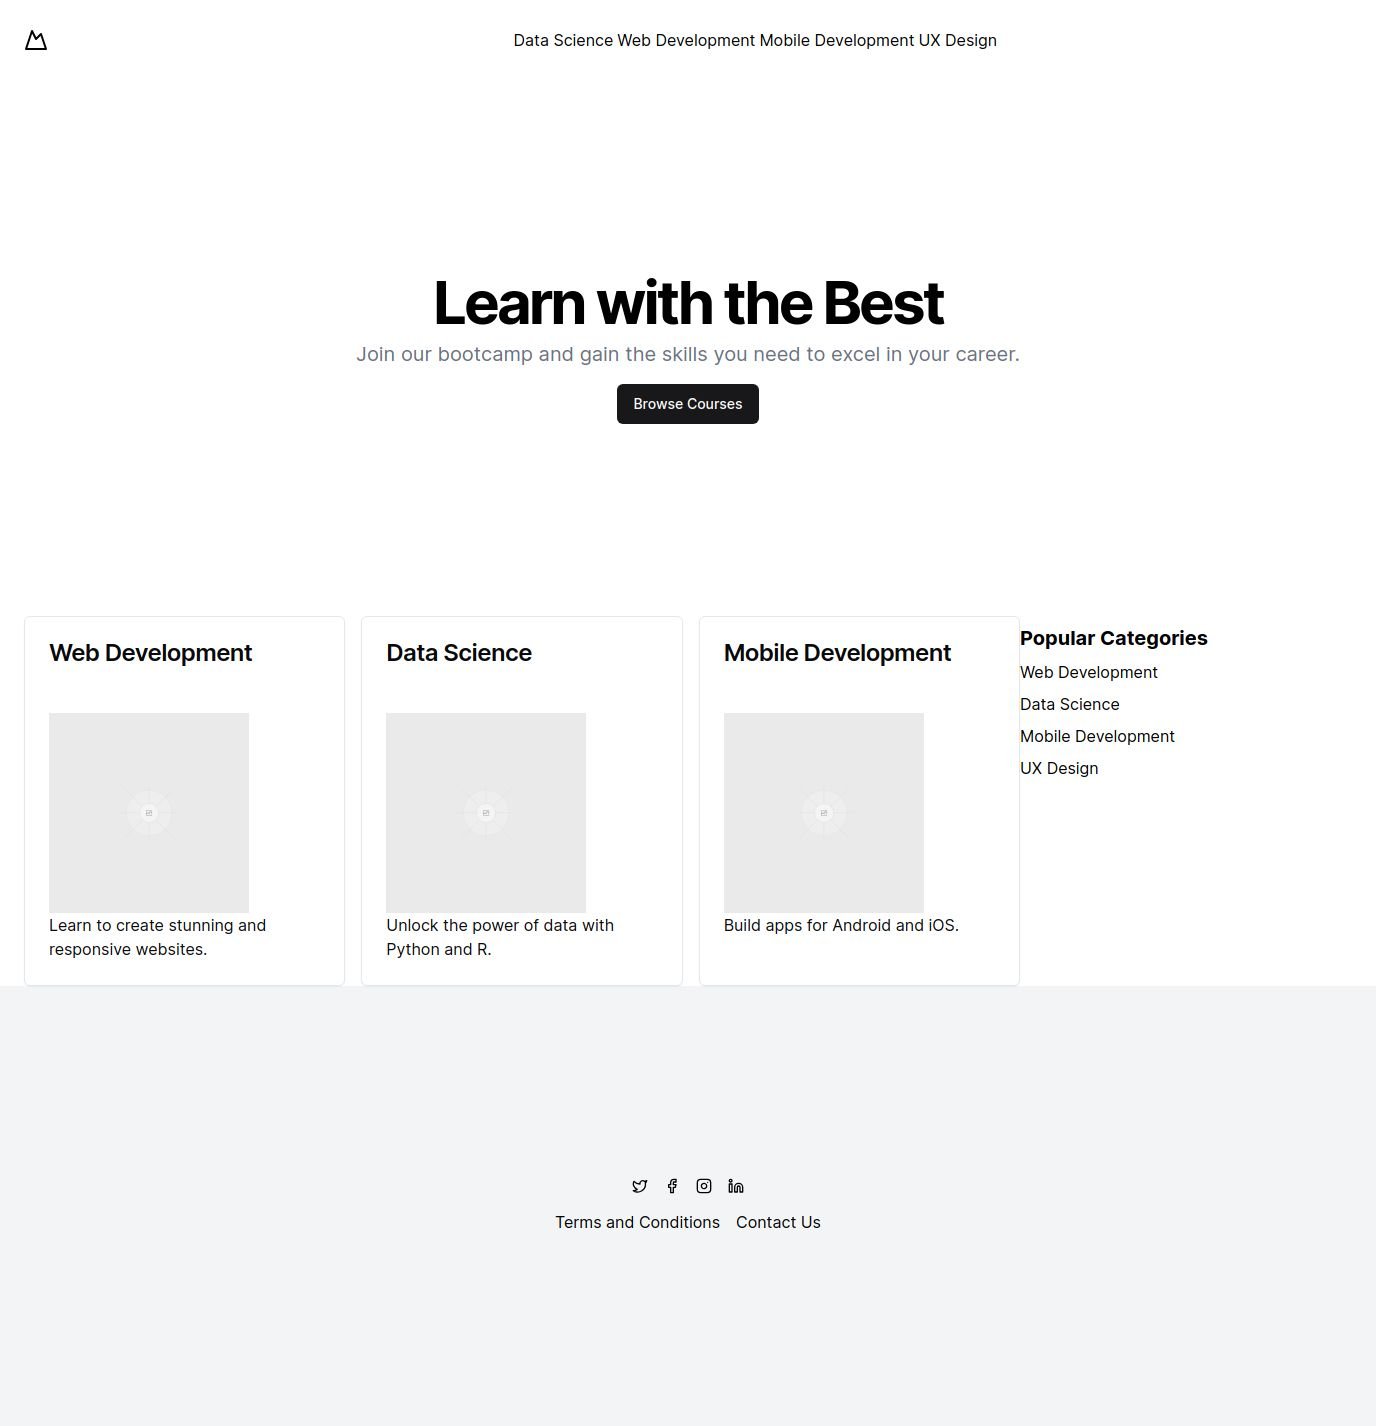 Data Science Web Development Mobile Development UX Design
Learn with the Best
Join our bootcamp and gain the skills you need to excel in your career.
Browse Courses
Web Development
Learn to create stunning and
responsive websites.
Data Science
Unlock the power of data with
Python and R.
Mobile Development
Build apps for Android and iOS.
Popular Categories
Web Development
Data Science
Mobile Development
UX Design
Terms and Conditions Contact Us